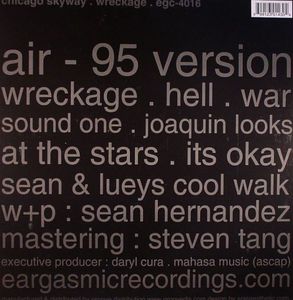 chicago skyway . wreckage . egc-4016
air - 95 version
wreckage . hell . war
sound one . joaquin looks
at the stars . its okay
sean & lueys cool walk
w+p : sean hernandez
mastering : steven tang
executive producer : daryl cura . mahasa music (ascap)
eargasmicrecordings.com